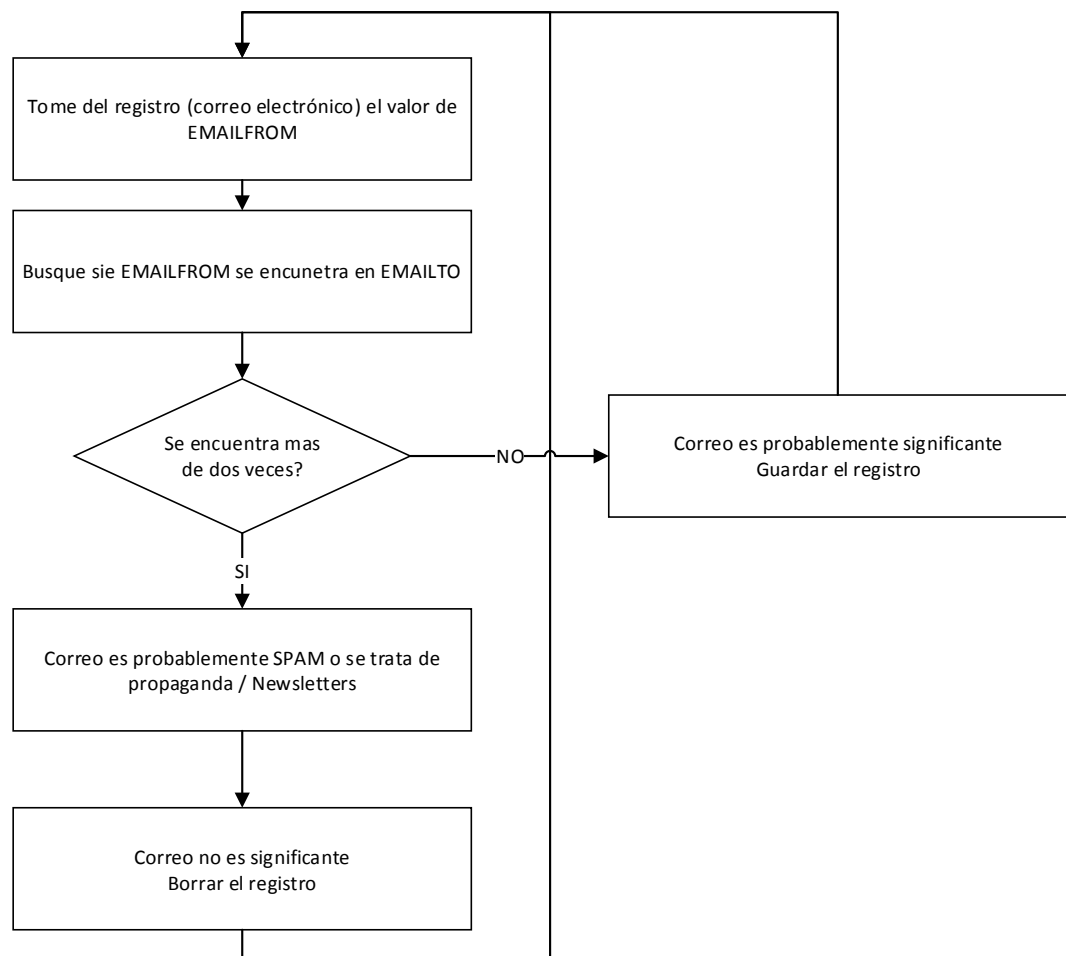 Tome del registro (correo electrónico) el valor de
EMAILFROM
Busque sie EMAILFROM se encunetra en EMAILTO
Se encuentra mas
de dos veces?
NO
Correo es probablemente significante
Guardar el registro
SI
Correo es probablemente SPAM o se trata de
propaganda / Newsletters
Correo no es significante
Borrar el registro